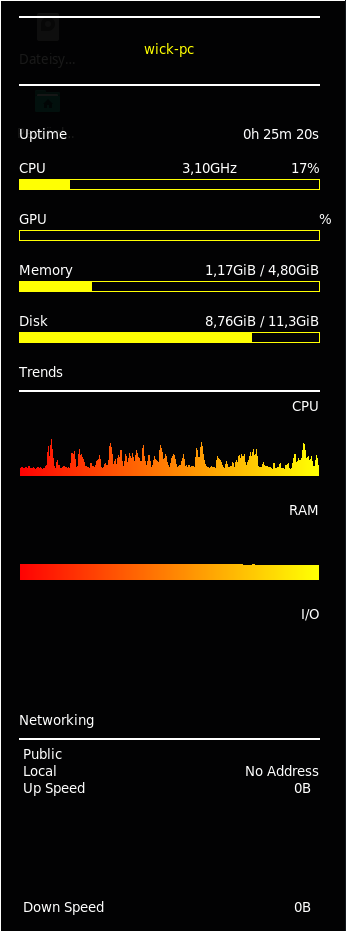 Dateisy...
wick-pc
Uptime 0h 25m 20s
CPU 3,10GHz 17%
GPU %
Memory 1,17GiB / 4,80GiB
Disk 8,76GiB / 11,3GiB
Trends
CPU
RAM
I/O
Networking
Public
Local No Address
Up Speed 0B
Down Speed 0B